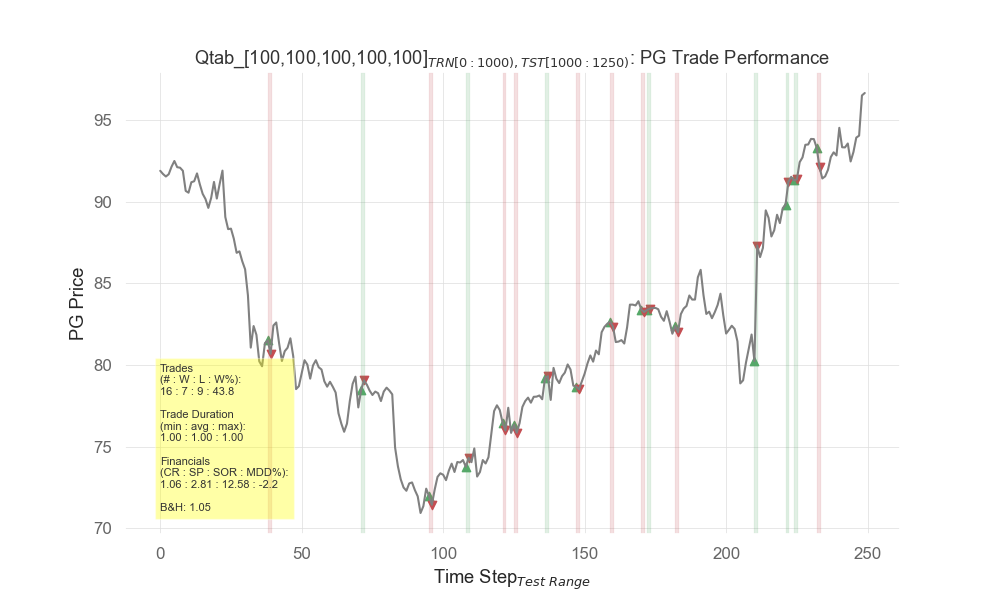 Qtab_[100,100,100,100,100]TRN[0 : 1000), TST[1000 : 1250): PG Trade Performance
95
90
85
80
75
70
PG Price
Trades
(# : W : L : W%):
16 : 7 : 9 : 43.8
Trade Duration
(min : avg : max):
1.00 : 1.00 : 1.00
Financials
(CR : SP : SOR : MDD%):
1.06 : 2.81 : 12.58 : -2.2
B&H: 1.05
0 50 100 150 200 250
Time Step Test Range